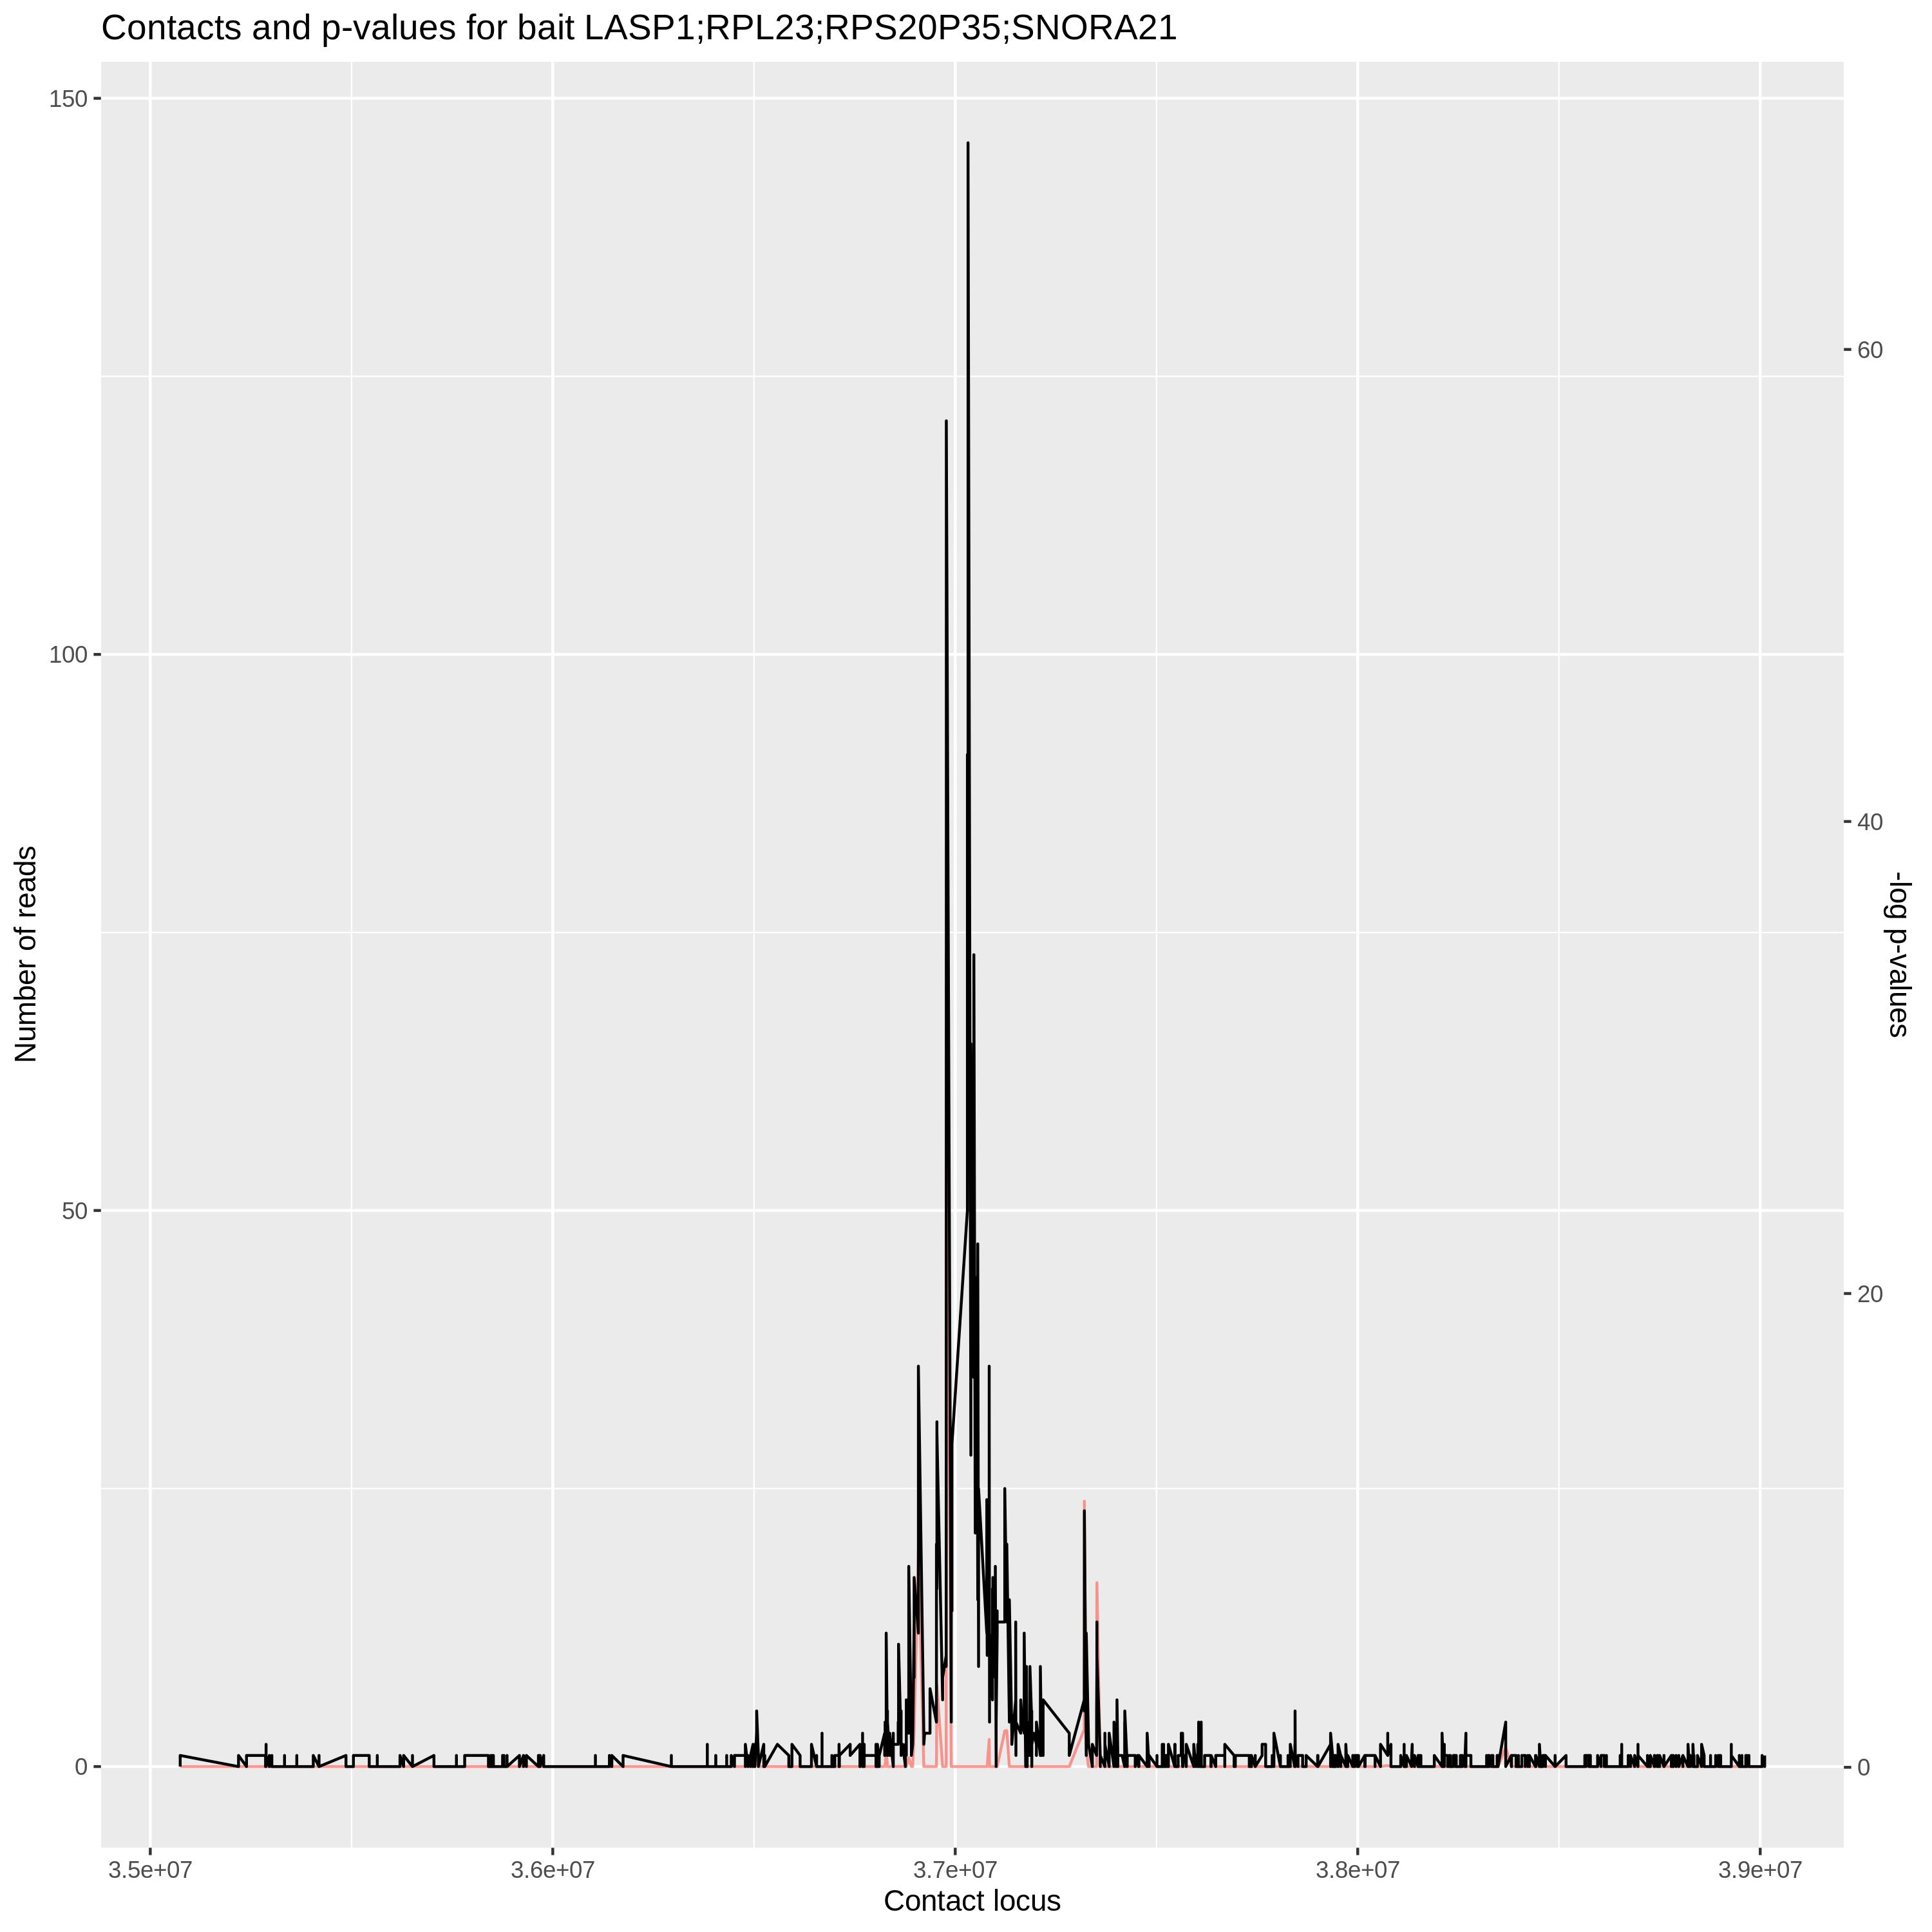 Contacts and p-values for bait LASP1;RPL23;RPS20P35;SNORA21
150
100
50
0
Number of reads
60
40
20
0
-log p-values
3.5e+07
3.6e+07
3.7e+07
3.8e+07
3.9e+07
Contact locus